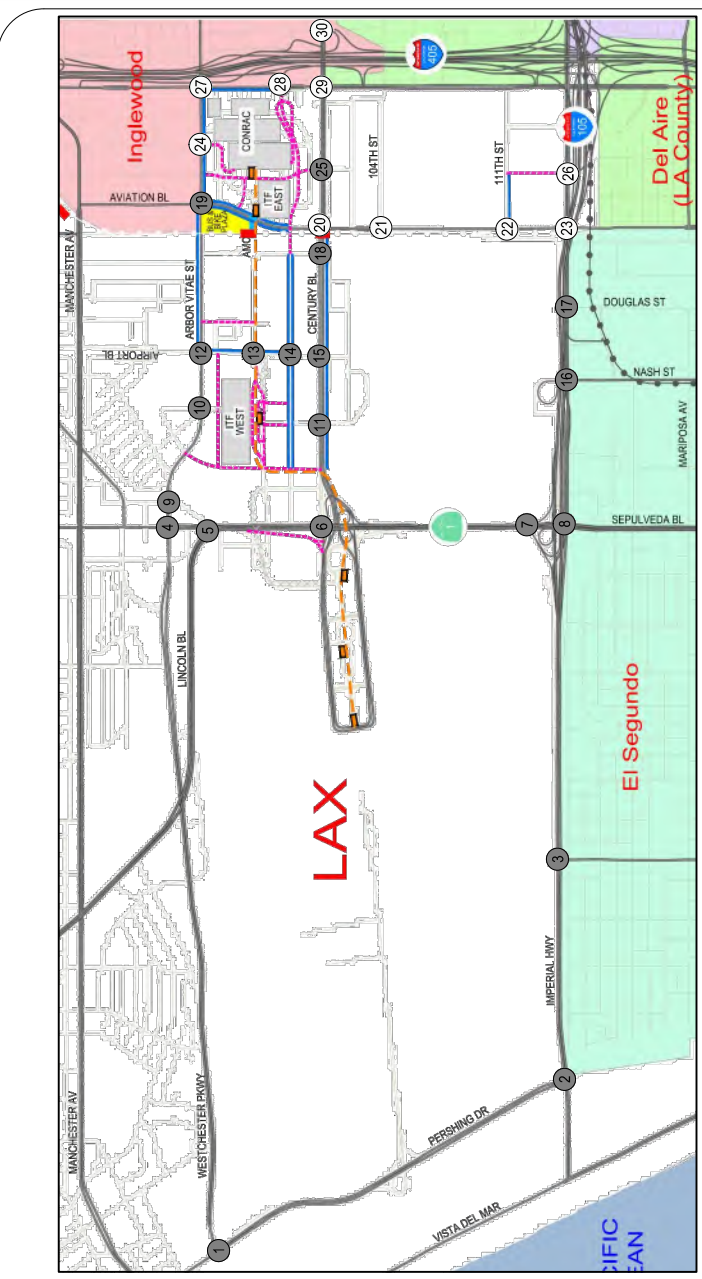 30
405
27
28
29
Inglewood
24
CONRAC
104TH ST
111TH ST
105
Del Aire
(LA County)
25
26
AVIATION BL
19
ITF
EAST
BUS &
BIKE
PLAZA
MANCHESTER AV
AMC
20
21
22
23
18
ARBOR VITAE ST
CENTURY BL
17
DOUGLAS ST
AIRPORT BL
12
13
14
15
16
NASH ST
10
ITF
WEST
11
MARIPOSA AV
9
4
5
6
1
7
8
SEPULVEDA BL
LINCOLN BL
El Segundo
LAX
3
IMPERIAL HWY
MANCHESTER AV
WESTCHESTER PKWY
2
PERSHING DR
VISTA DEL MAR
1
CIFIC
EAN